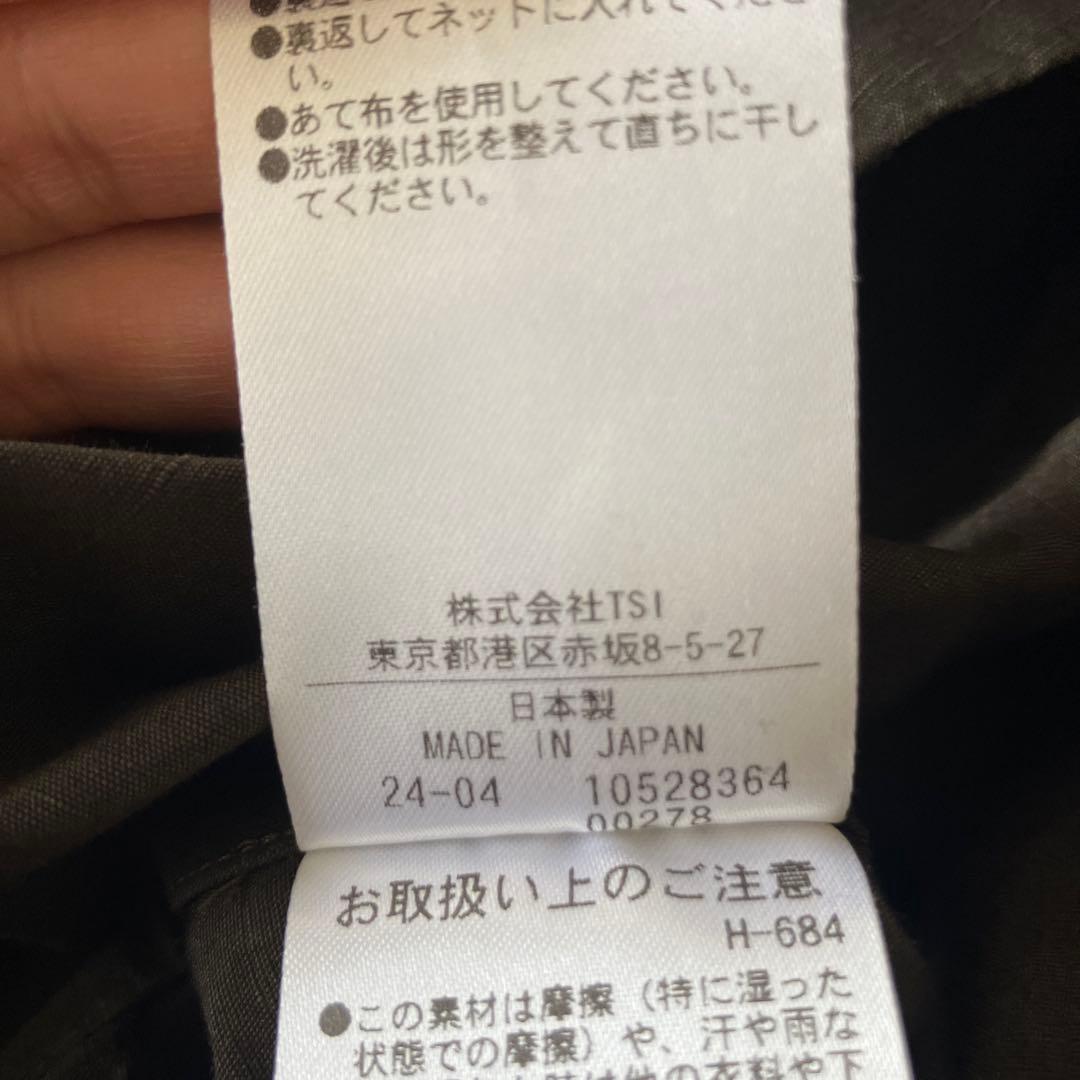 ●裏返してネットに入れてくださ
い。
●あて布を使用してください。
●洗濯後は形を整えて直ちに干し
てください。
株式会社TSI
東京都港区赤坂8-5-27
日本製
MADE IN JAPAN
24-04 10528364
00278
お取扱い上のご注意
H-684
●この素材は摩擦（特に湿った
状態での摩擦）や、汗や雨な